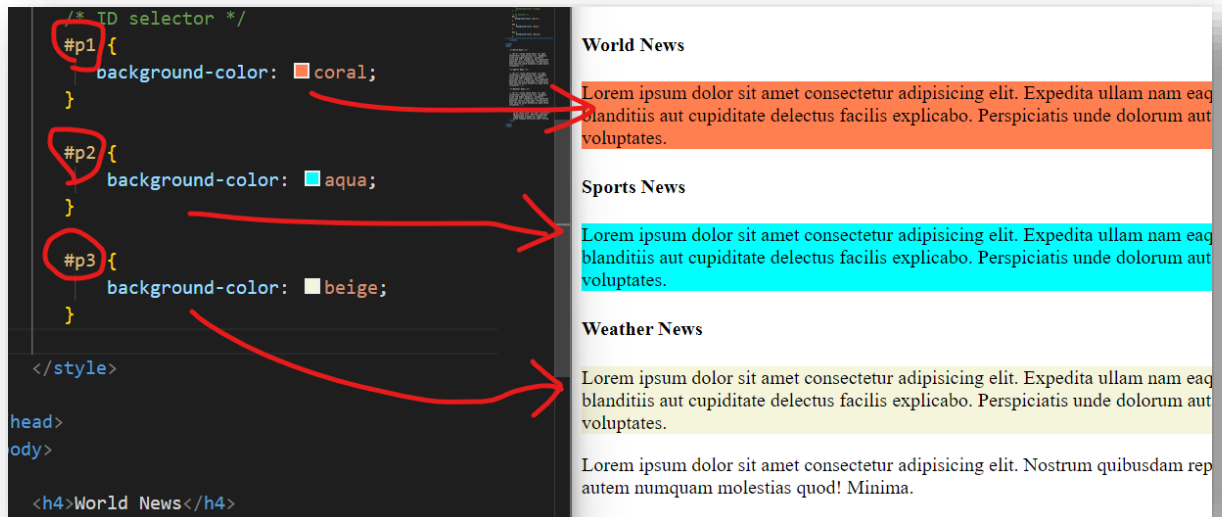 /* ID selector */
#p1 {
background-color: coral;
}
#p2 {
background-color: aqua;
}
#p3 {
background-color: beige;
}
</style>
head>
ody>
<h4>World News</h4>
World News
Lorem ipsum dolor sit amet consectetur adipisicing elit. Expedita ullam nam eaq
blanditiis aut cupiditate delectus facilis explicabo. Perspiciatis unde dolorum aut
voluptates.
Sports News
Lorem ipsum dolor sit amet consectetur adipisicing elit. Expedita ullam nam eaq
blanditiis aut cupiditate delectus facilis explicabo. Perspiciatis unde dolorum aut
voluptates.
Weather News
Lorem ipsum dolor sit amet consectetur adipisicing elit. Expedita ullam nam eaq
blanditiis aut cupiditate delectus facilis explicabo. Perspiciatis unde dolorum aut
voluptates.
Lorem ipsum dolor sit amet consectetur adipisicing elit. Nostrum quibusdam rep
autem numquam molestias quod! Minima.